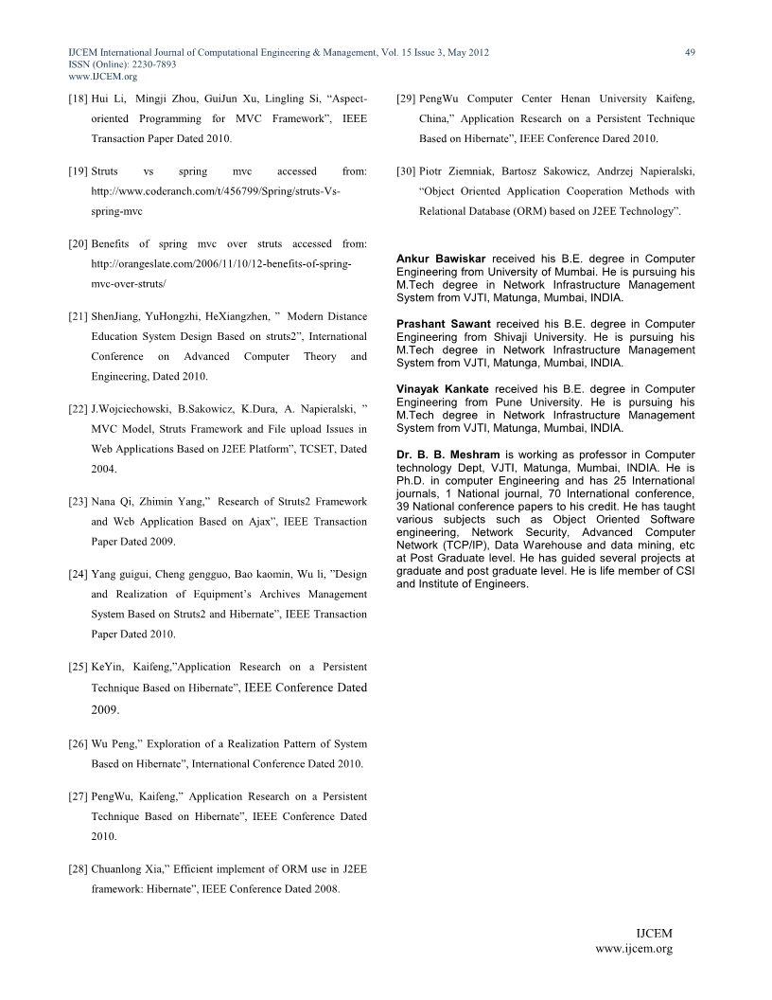 IJCEM International Journal of Computational Engineering & Management, Vol. 15 Issue 3, May 2012 49
ISSN (Online): 2230-7893
www.IJCEM.org
[18] Hui Li, Mingji Zhou, GuiJun Xu, Lingling Si, “Aspect-
oriented Programming for MVC Framework”, IEEE
Transaction Paper Dated 2010.
[19] Struts vs spring mvc accessed from:
http://www.coderanch.com/t/456799/Spring/struts-Vs-
spring-mvc
[20] Benefits of spring mvc over struts accessed from:
http://orangeslate.com/2006/11/10/12-benefits-of-spring-
mvc-over-struts/
[21] ShenJiang, YuHongzhi, HeXiangzhen, ” Modern Distance
Education System Design Based on struts2”, International
Conference on Advanced Computer Theory and
Engineering, Dated 2010.
[22] J.Wojciechowski, B.Sakowicz, K.Dura, A. Napieralski, ”
MVC Model, Struts Framework and File upload Issues in
Web Applications Based on J2EE Platform”, TCSET, Dated
2004.
[23] Nana Qi, Zhimin Yang,” Research of Struts2 Framework
and Web Application Based on Ajax”, IEEE Transaction
Paper Dated 2009.
[24] Yang guigui, Cheng gengguo, Bao kaomin, Wu li, ”Design
and Realization of Equipment’s Archives Management
System Based on Struts2 and Hibernate”, IEEE Transaction
Paper Dated 2010.
[25] KeYin, Kaifeng,”Application Research on a Persistent
Technique Based on Hibernate”, IEEE Conference Dated
2009.
[26] Wu Peng,” Exploration of a Realization Pattern of System
Based on Hibernate”, International Conference Dated 2010.
[27] PengWu, Kaifeng,” Application Research on a Persistent
Technique Based on Hibernate”, IEEE Conference Dated
2010.
[28] Chuanlong Xia,” Efficient implement of ORM use in J2EE
framework: Hibernate”, IEEE Conference Dated 2008.
[29] PengWu Computer Center Henan University Kaifeng,
China,” Application Research on a Persistent Technique
Based on Hibernate”, IEEE Conference Dared 2010.
[30] Piotr Ziemniak, Bartosz Sakowicz, Andrzej Napieralski,
“Object Oriented Application Cooperation Methods with
Relational Database (ORM) based on J2EE Technology”.
Ankur Bawiskar received his B.E. degree in Computer
Engineering from University of Mumbai. He is pursuing his
M.Tech degree in Network Infrastructure Management
System from VJTI, Matunga, Mumbai, INDIA.
Prashant Sawant received his B.E. degree in Computer
Engineering from Shivaji University. He is pursuing his
M.Tech degree in Network Infrastructure Management
System from VJTI, Matunga, Mumbai, INDIA.
Vinayak Kankate received his B.E. degree in Computer
Engineering from Pune University. He is pursuing his
M.Tech degree in Network Infrastructure Management
System from VJTI, Matunga, Mumbai, INDIA.
Dr. B. B. Meshram is working as professor in Computer
technology Dept, VJTI, Matunga, Mumbai, INDIA. He is
Ph.D. in computer Engineering and has 25 International
journals, 1 National journal, 70 International conference,
39 National conference papers to his credit. He has taught
various subjects such as Object Oriented Software
engineering, Network Security, Advanced Computer
Network (TCP/IP), Data Warehouse and data mining, etc
at Post Graduate level. He has guided several projects at
graduate and post graduate level. He is life member of CSI
and Institute of Engineers.
IJCEM
www.ijcem.org